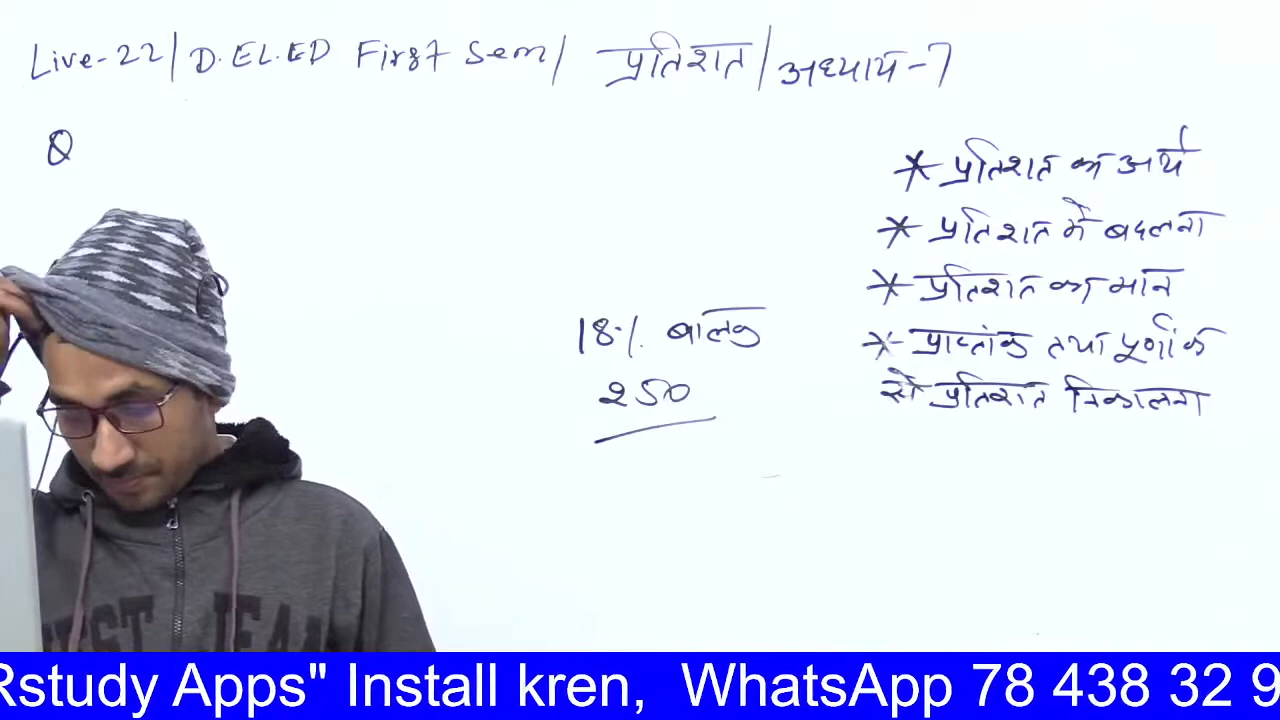 Live-22/ D.EL.ED First Sem/ प्रतिशत/ अध्याय-7
Q
* प्रतिशत का अर्थ
* प्रतिशत में बदलना
* प्रतिशत का मान
* प्राप्तांक तथा पूर्णांक
से प्रतिशत निकालना
18% बालक
250
Rstudy Apps" Install kren, WhatsApp 78 438 32 9